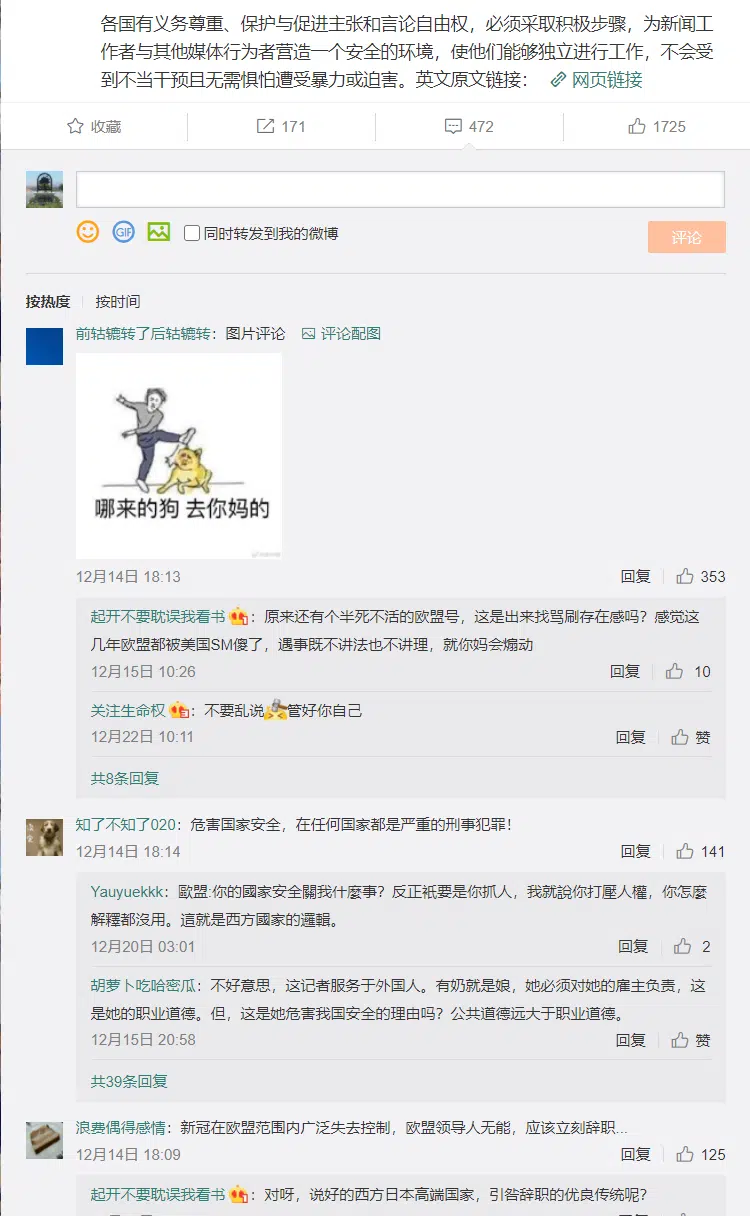 各国有义务尊重、保护与促进主张和言论自由权，必须采取积极步骤，为新闻工
作者与其他媒体行为者营造一个安全的环境，使他们能够独立进行工作，不会受
到不当干预且无需惧怕遭受暴力或迫害。英文原文链接： 网页链接
收藏 171 472 1725
GIF 同时转发到我的微博 评论
按热度 按时间
前轱辘转了后轱辘转：图片评论 评论配图
哪来的狗 去你妈的
12月14日 18:13 回复 353
起开不要耽误我看书：原来还有个半死不活的欧盟号，这是出来找骂刷存在感吗？感觉这
几年欧盟都被美国SM傻了，遇事既不讲法也不讲理，就你妈会煽动
12月15日 10:26 回复 10
关注生命权：不要乱说管好你自己
12月22日 10:11 回复 赞
共8条回复
知了不知了020：危害国家安全，在任何国家都是严重的刑事犯罪！
12月14日 18:14 回复 141
Yauyuekkk：歐盟:你的國家安全關我什麼事？反正衹要是你抓人，我就說你打壓人權，你怎麼
解釋都沒用。這就是西方國家的邏輯。
12月20日 03:01 回复 2
胡萝卜吃哈密瓜：不好意思，这记者服务于外国人。有奶就是娘，她必须对她的雇主负责，这
是她的职业道德。但，这是她危害我国安全的理由吗？公共道德远大于职业道德。
12月15日 20:58 回复 赞
共39条回复
浪费偶得感情：新冠在欧盟范围内广泛失去控制，欧盟领导人无能，应该立刻辞职...
12月14日 18:09 回复 125
起开不要耽误我看书：对呀，说好的西方日本高端国家，引咎辞职的优良传统呢？